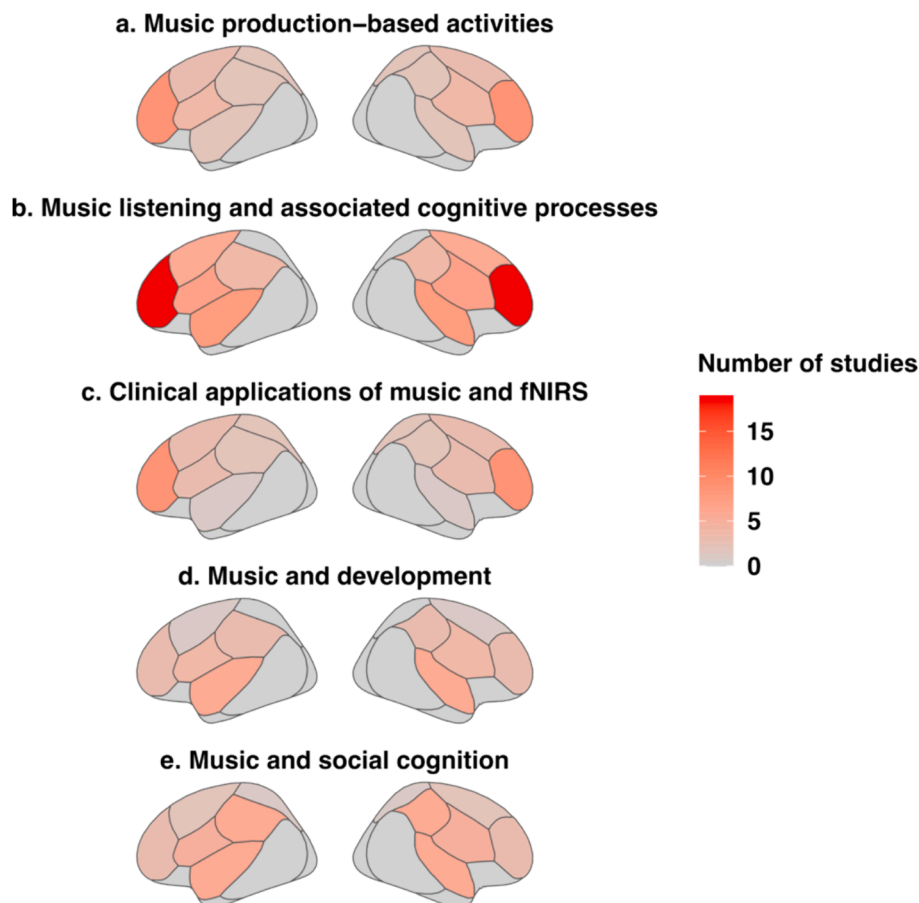 a. Music production–based activities
b. Music listening and associated cognitive processes
Number of studies
c. Clinical applications of music and fNIRS
15
10
5
0
d. Music and development
e. Music and social cognition